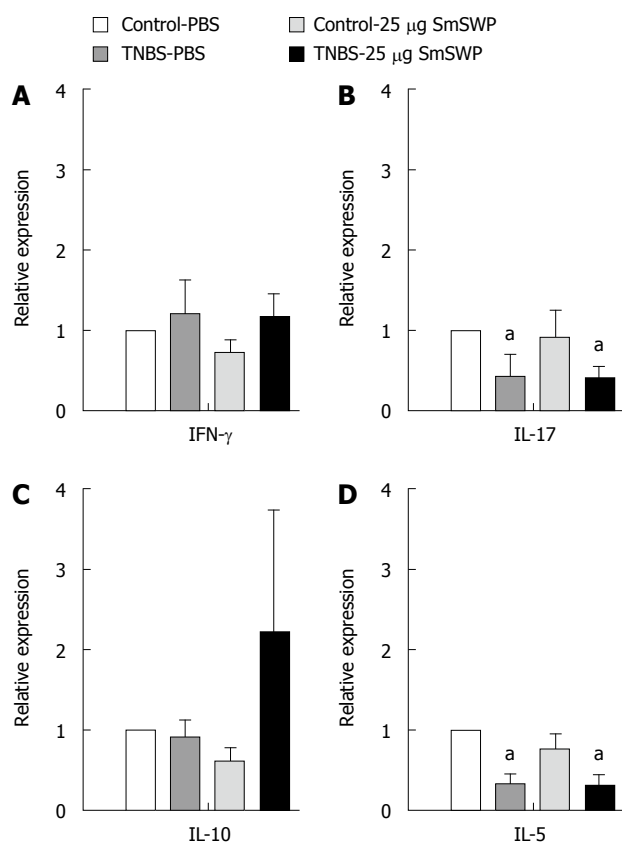 Control-PBS
Control-25 μg SmSWP
TNBS-PBS
TNBS-25 μg SmSWP
A
4
3
2
1
0
Relative expression
IFN-γ
B
4
3
2
1
0
Relative expression
a
a
IL-17
C
4
3
2
1
0
Relative expression
IL-10
D
4
3
2
1
0
Relative expression
a
a
IL-5